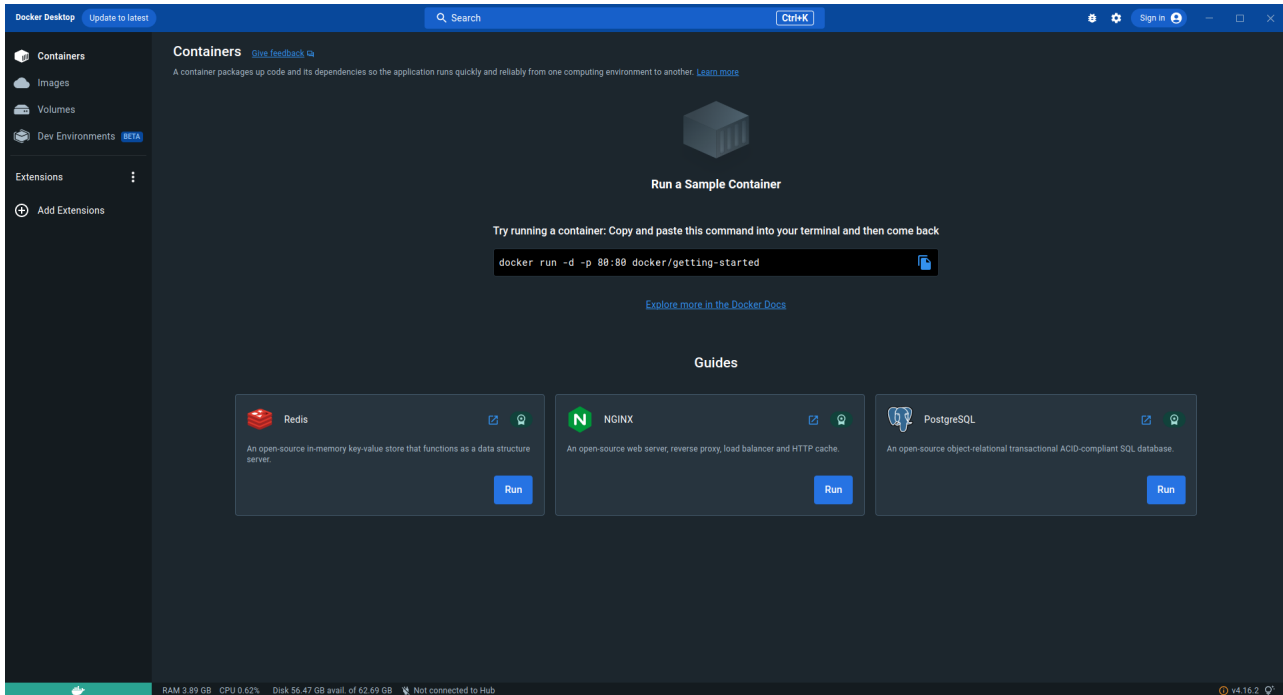 Docker Desktop Update to latest Search Ctrl+K Sign in
Containers
Images
Volumes
Dev Environments BETA
Extensions
Add Extensions
Containers Give feedback
A container packages up code and its dependencies so the application runs quickly and reliably from one computing environment to another. Learn more
Run a Sample Container
Try running a container: Copy and paste this command into your terminal and then come back
docker run -d -p 80:80 docker/getting-started
Explore more in the Docker Docs
Guides
Redis
An open-source in-memory key-value store that functions as a data structure
server.
Run
NGINX
An open-source web server, reverse proxy, load balancer and HTTP cache.
Run
PostgreSQL
An open-source object-relational transactional ACID-compliant SQL database.
Run
RAM 3.89 GB CPU 0.62% Disk 56.47 GB avail. of 62.69 GB Not connected to Hub v4.16.2